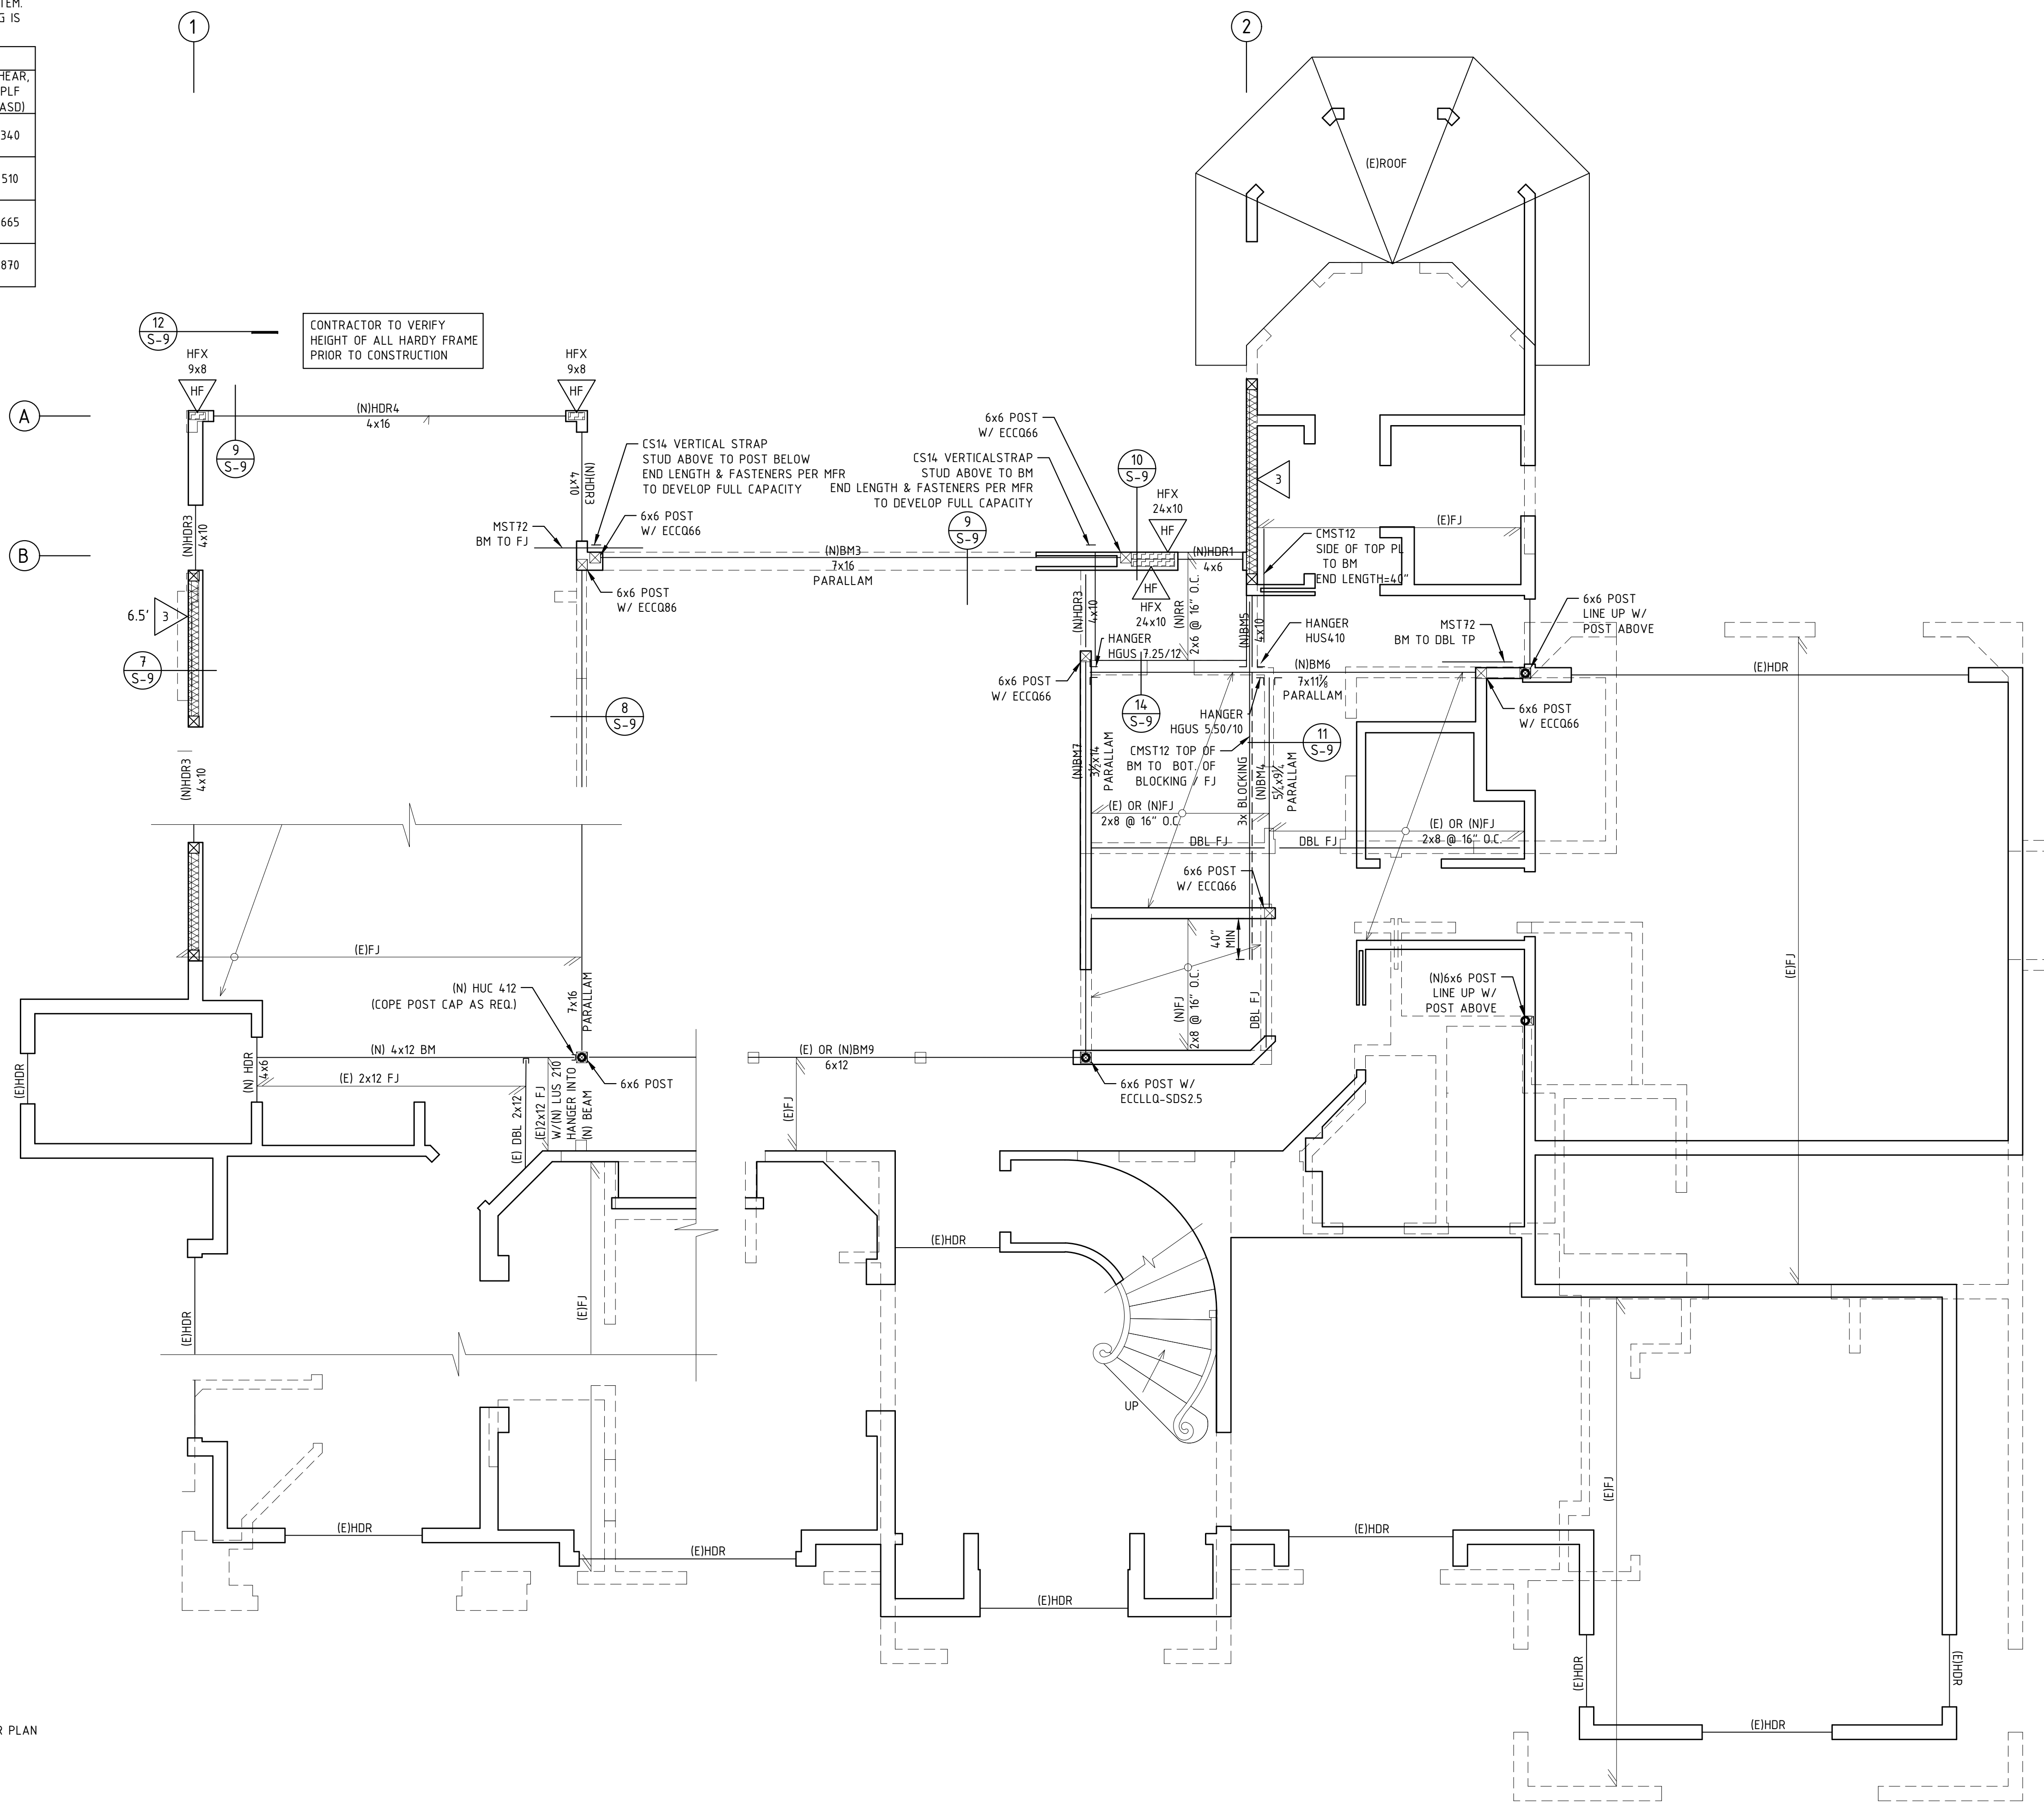 TEM.
G IS
HEAR,
PLF
ASD)
340
510
665
870
1
2
(E)ROOF
12
S-9
CONTRACTOR TO VERIFY
HEIGHT OF ALL HARDY FRAME
PRIOR TO CONSTRUCTION
HFX
9x8
HF
HFX
9x8
HF
A
(N)HDR4
4x16
9
S-9
(N)HDR3
4x10
CS14 VERTICAL STRAP
STUD ABOVE TO POST BELOW
END LENGTH & FASTENERS PER MFR
TO DEVELOP FULL CAPACITY
6x6 POST
W/ ECCQ66
CS14 VERTICALSTRAP
STUD ABOVE TO BM
END LENGTH & FASTENERS PER MFR
TO DEVELOP FULL CAPACITY
10
S-9
HFX
24x10
HF
3
(E)FJ
MST72
BM TO FJ
6x6 POST
W/ ECCQ66
9
S-9
B
(N)HDR3
4x10
(N)BM3
7x16
PARALLAM
(N)HDR1
4x6
CMST12
SIDE OF TOP PL
TO BM
END LENGTH=40"
6x6 POST
W/ ECCQ86
HF
HFX
24x10
(N)HDR3
4x10
(N)RR
2x6 @ 16" O.C.
(N)BM5
4x10
6.5'
3
HANGER
HUS410
MST72
BM TO DBL TP
6x6 POST
LINE UP W/
POST ABOVE
HANGER
HGUS 7.25/12
7
S-9
6x6 POST
W/ ECCQ66
(N)BM6
7x11⅞
PARALLAM
(E)HDR
8
S-9
14
S-9
HANGER
HGUS 5.50/10
6x6 POST
W/ ECCQ66
11
S-9
(N)HDR3
4x10
(N)BM7
3½x14
PARALLAM
CMST12 TOP OF
BM TO BOT. OF
BLOCKING / FJ
3x BLOCKING
(N)BM4
5¼x9¼
PARALLAM
(E) OR (N)FJ
2x8 @ 16" O.C.
(E) OR (N)FJ
2x8 @ 16" O.C.
DBL FJ
DBL FJ
6x6 POST
W/ ECCQ66
40"
MIN
(E)FJ
(E)FJ
(N) HUC 412
(COPE POST CAP AS REQ.)
7x16
PARALLAM
(N)FJ
2x8 @ 16" O.C.
DBL FJ
(N)6x6 POST
LINE UP W/
POST ABOVE
(E)HDR
(N) HDR
4x6
(N) 4x12 BM
(E) 2x12 FJ
(E) DBL 2x12
(E)2x12 FJ
W/(N) LUS 210
HANGER INTO
(N) BEAM
6x6 POST
(E) OR (N)BM9
6x12
(E)FJ
6x6 POST W/
ECCLLQ-SDS2.5
(E)HDR
(E)HDR
(E)FJ
UP
(E)HDR
(E)HDR
(E)HDR
(E)HDR
(E)FJ
(E)HDR
(E)HDR
(E)HDR
R PLAN